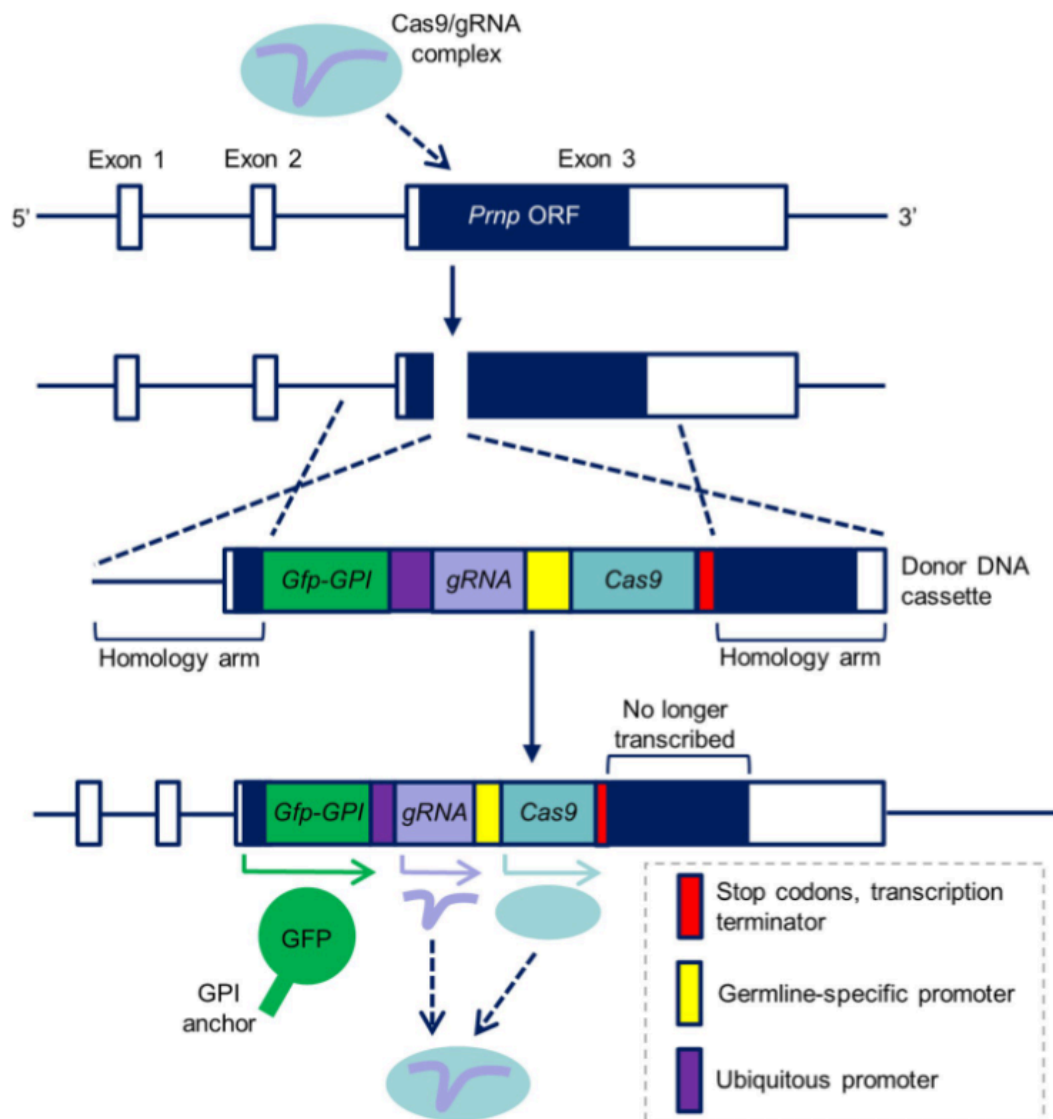 Cas9/gRNA
complex
Exon 1
Exon 2
Exon 3
5’
Prnp ORF
3’
Gfp-GPI
gRNA
Cas9
Donor DNA
cassette
Homology arm
Homology arm
No longer
transcribed
Gfp-GPI
gRNA
Cas9
GFP
GPI
anchor
Stop codons, transcription
terminator
Germline-specific promoter
Ubiquitous promoter